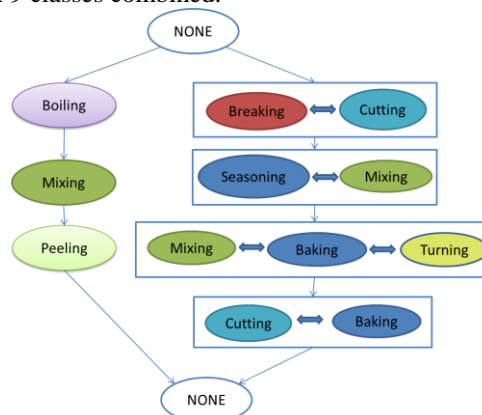 9 classes combined.
NONE
Boiling
Mixing
Peeling
Breaking Cutting
Seasoning Mixing
Mixing Baking Turning
Cutting Baking
NONE